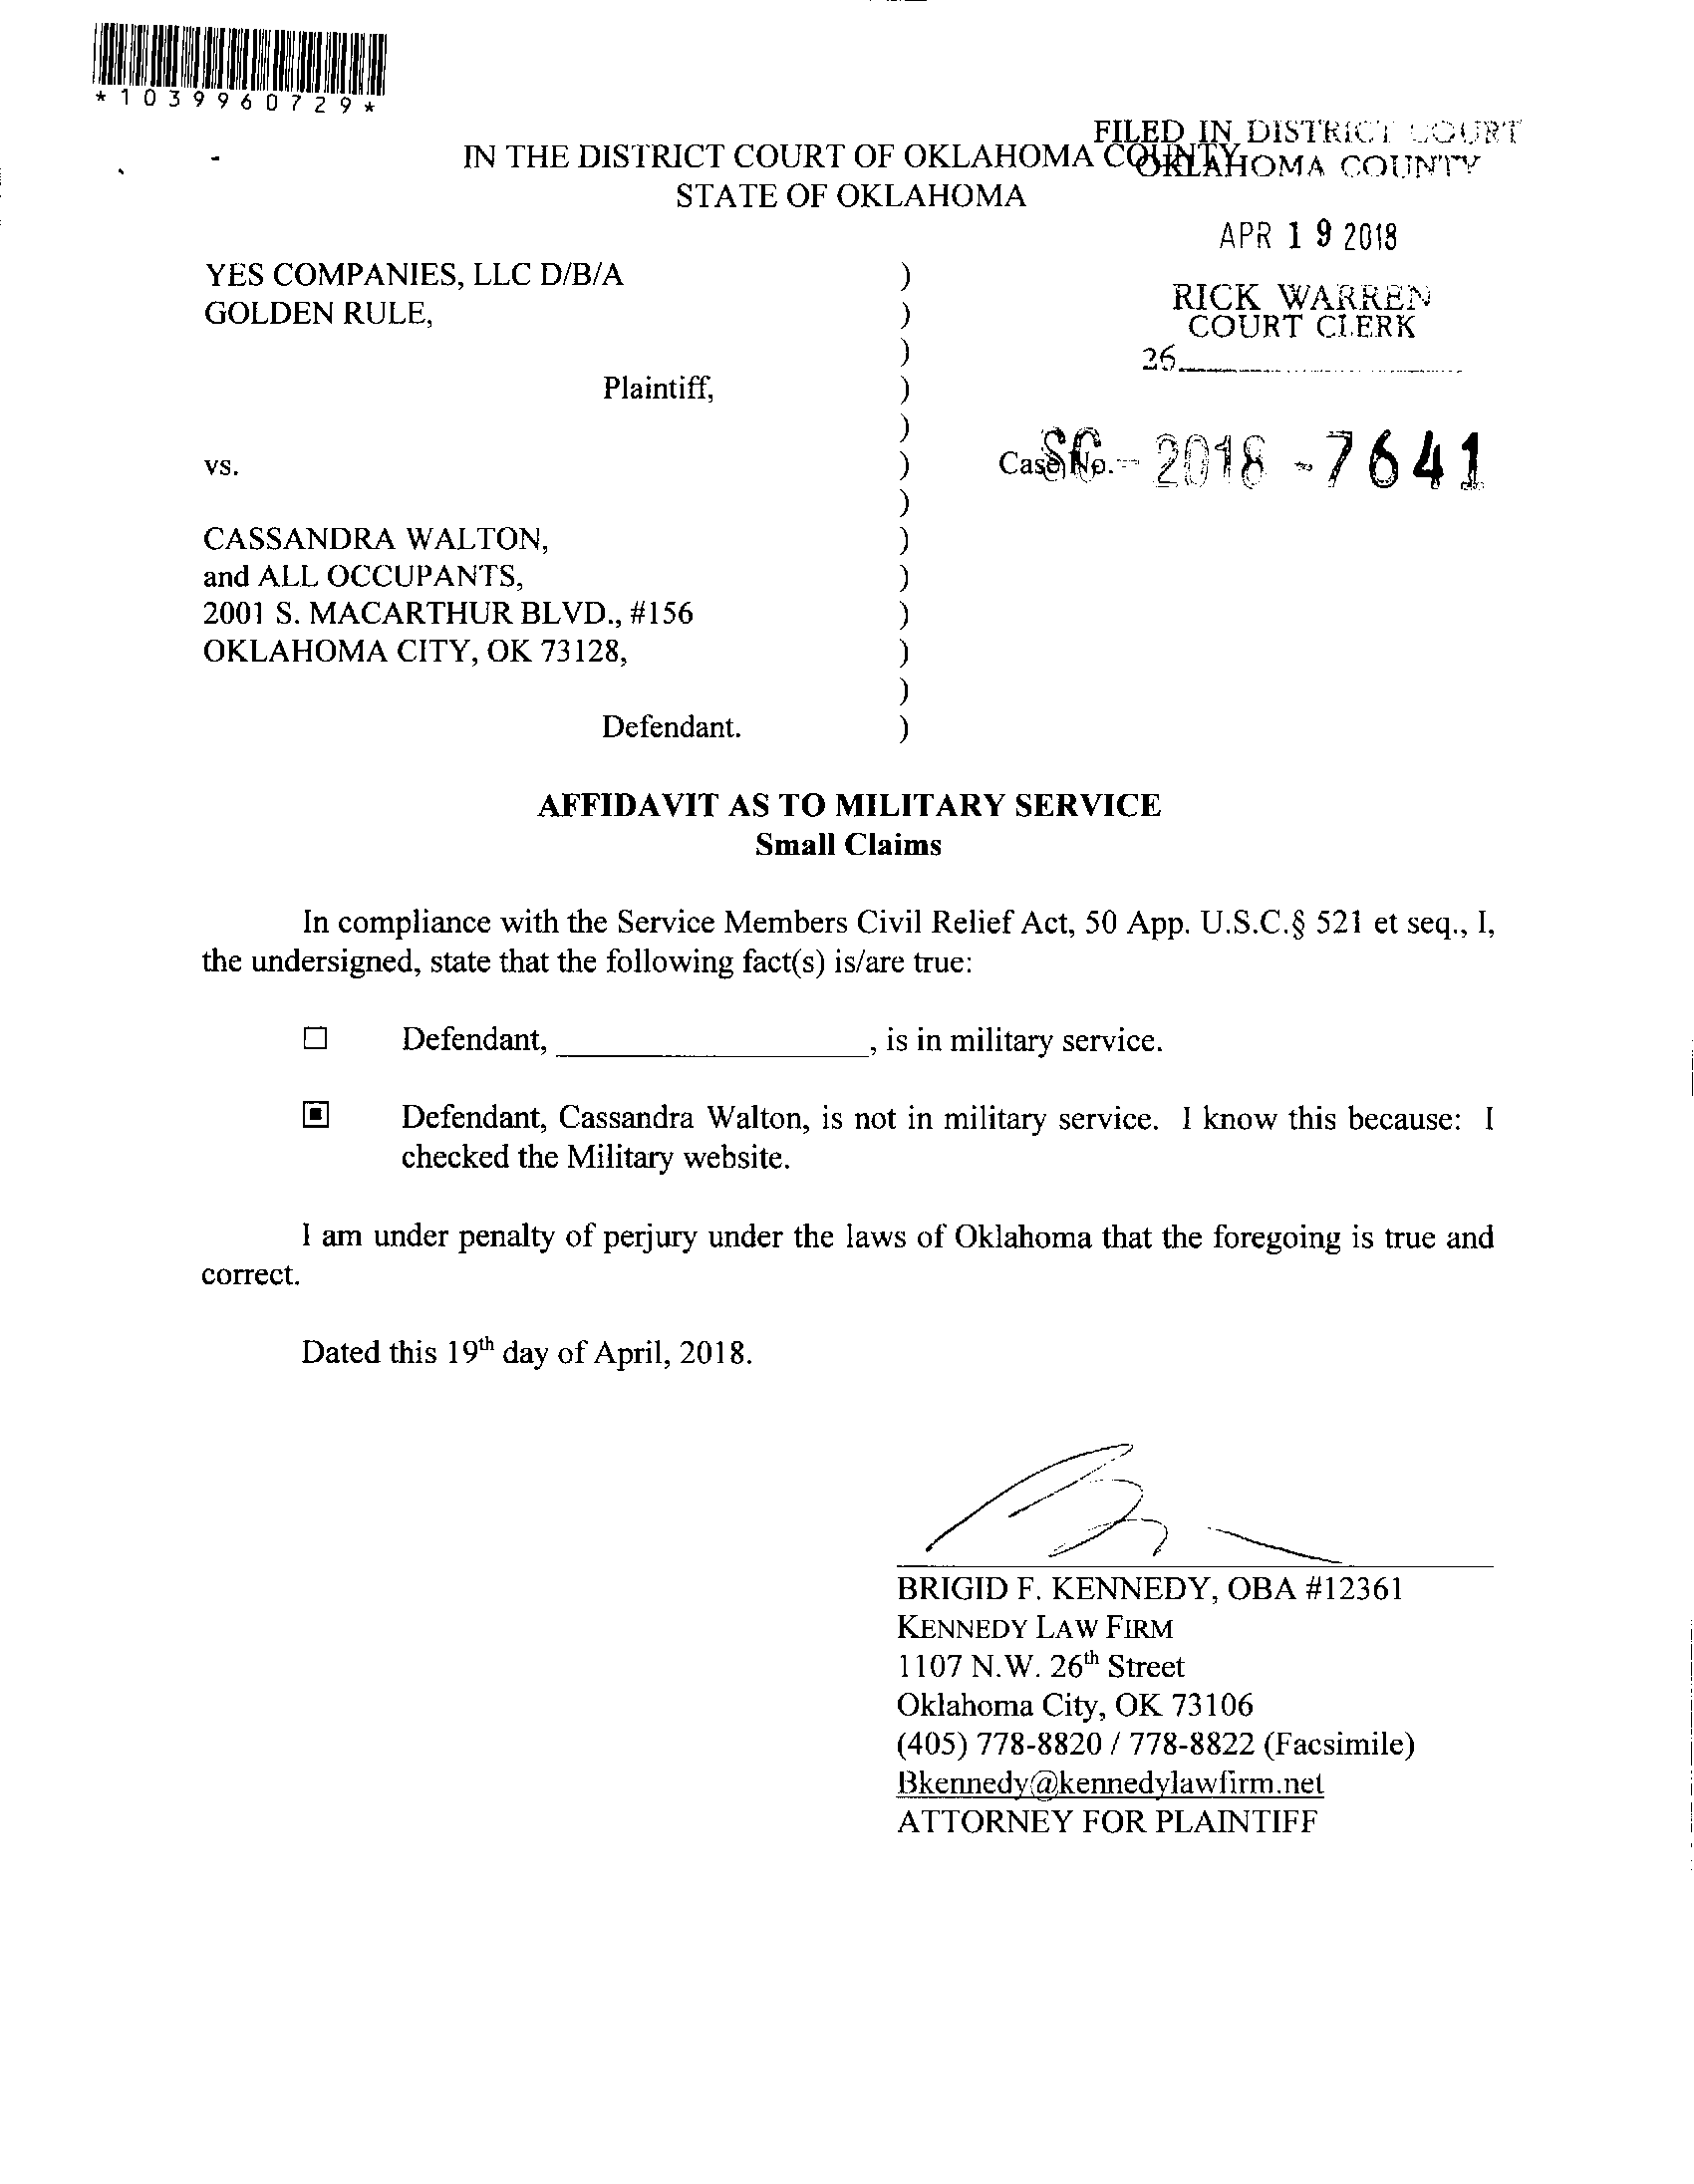 *1039960729*
FILED IN DISTRICT COURT
OKLAHOMA COUNTY
IN THE DISTRICT COURT OF OKLAHOMA COUNTY
STATE OF OKLAHOMA
APR 19 2018
RICK WARREN
COURT CLERK
26
YES COMPANIES, LLC D/B/A )
GOLDEN RULE, )
)
Plaintiff, )
)
vs. ) Case No. SC - 2018 - 7641
)
CASSANDRA WALTON, )
and ALL OCCUPANTS, )
2001 S. MACARTHUR BLVD., #156 )
OKLAHOMA CITY, OK 73128, )
)
Defendant. )
AFFIDAVIT AS TO MILITARY SERVICE
Small Claims
In compliance with the Service Members Civil Relief Act, 50 App. U.S.C.§ 521 et seq., I,
the undersigned, state that the following fact(s) is/are true:
☐ Defendant, ____________________, is in military service.
▣ Defendant, Cassandra Walton, is not in military service. I know this because: I
checked the Military website.
I am under penalty of perjury under the laws of Oklahoma that the foregoing is true and
correct.
Dated this 19th day of April, 2018.
BRIGID F. KENNEDY, OBA #12361
KENNEDY LAW FIRM
1107 N.W. 26th Street
Oklahoma City, OK 73106
(405) 778-8820 / 778-8822 (Facsimile)
Bkennedy@kennedylawfirm.net
ATTORNEY FOR PLAINTIFF